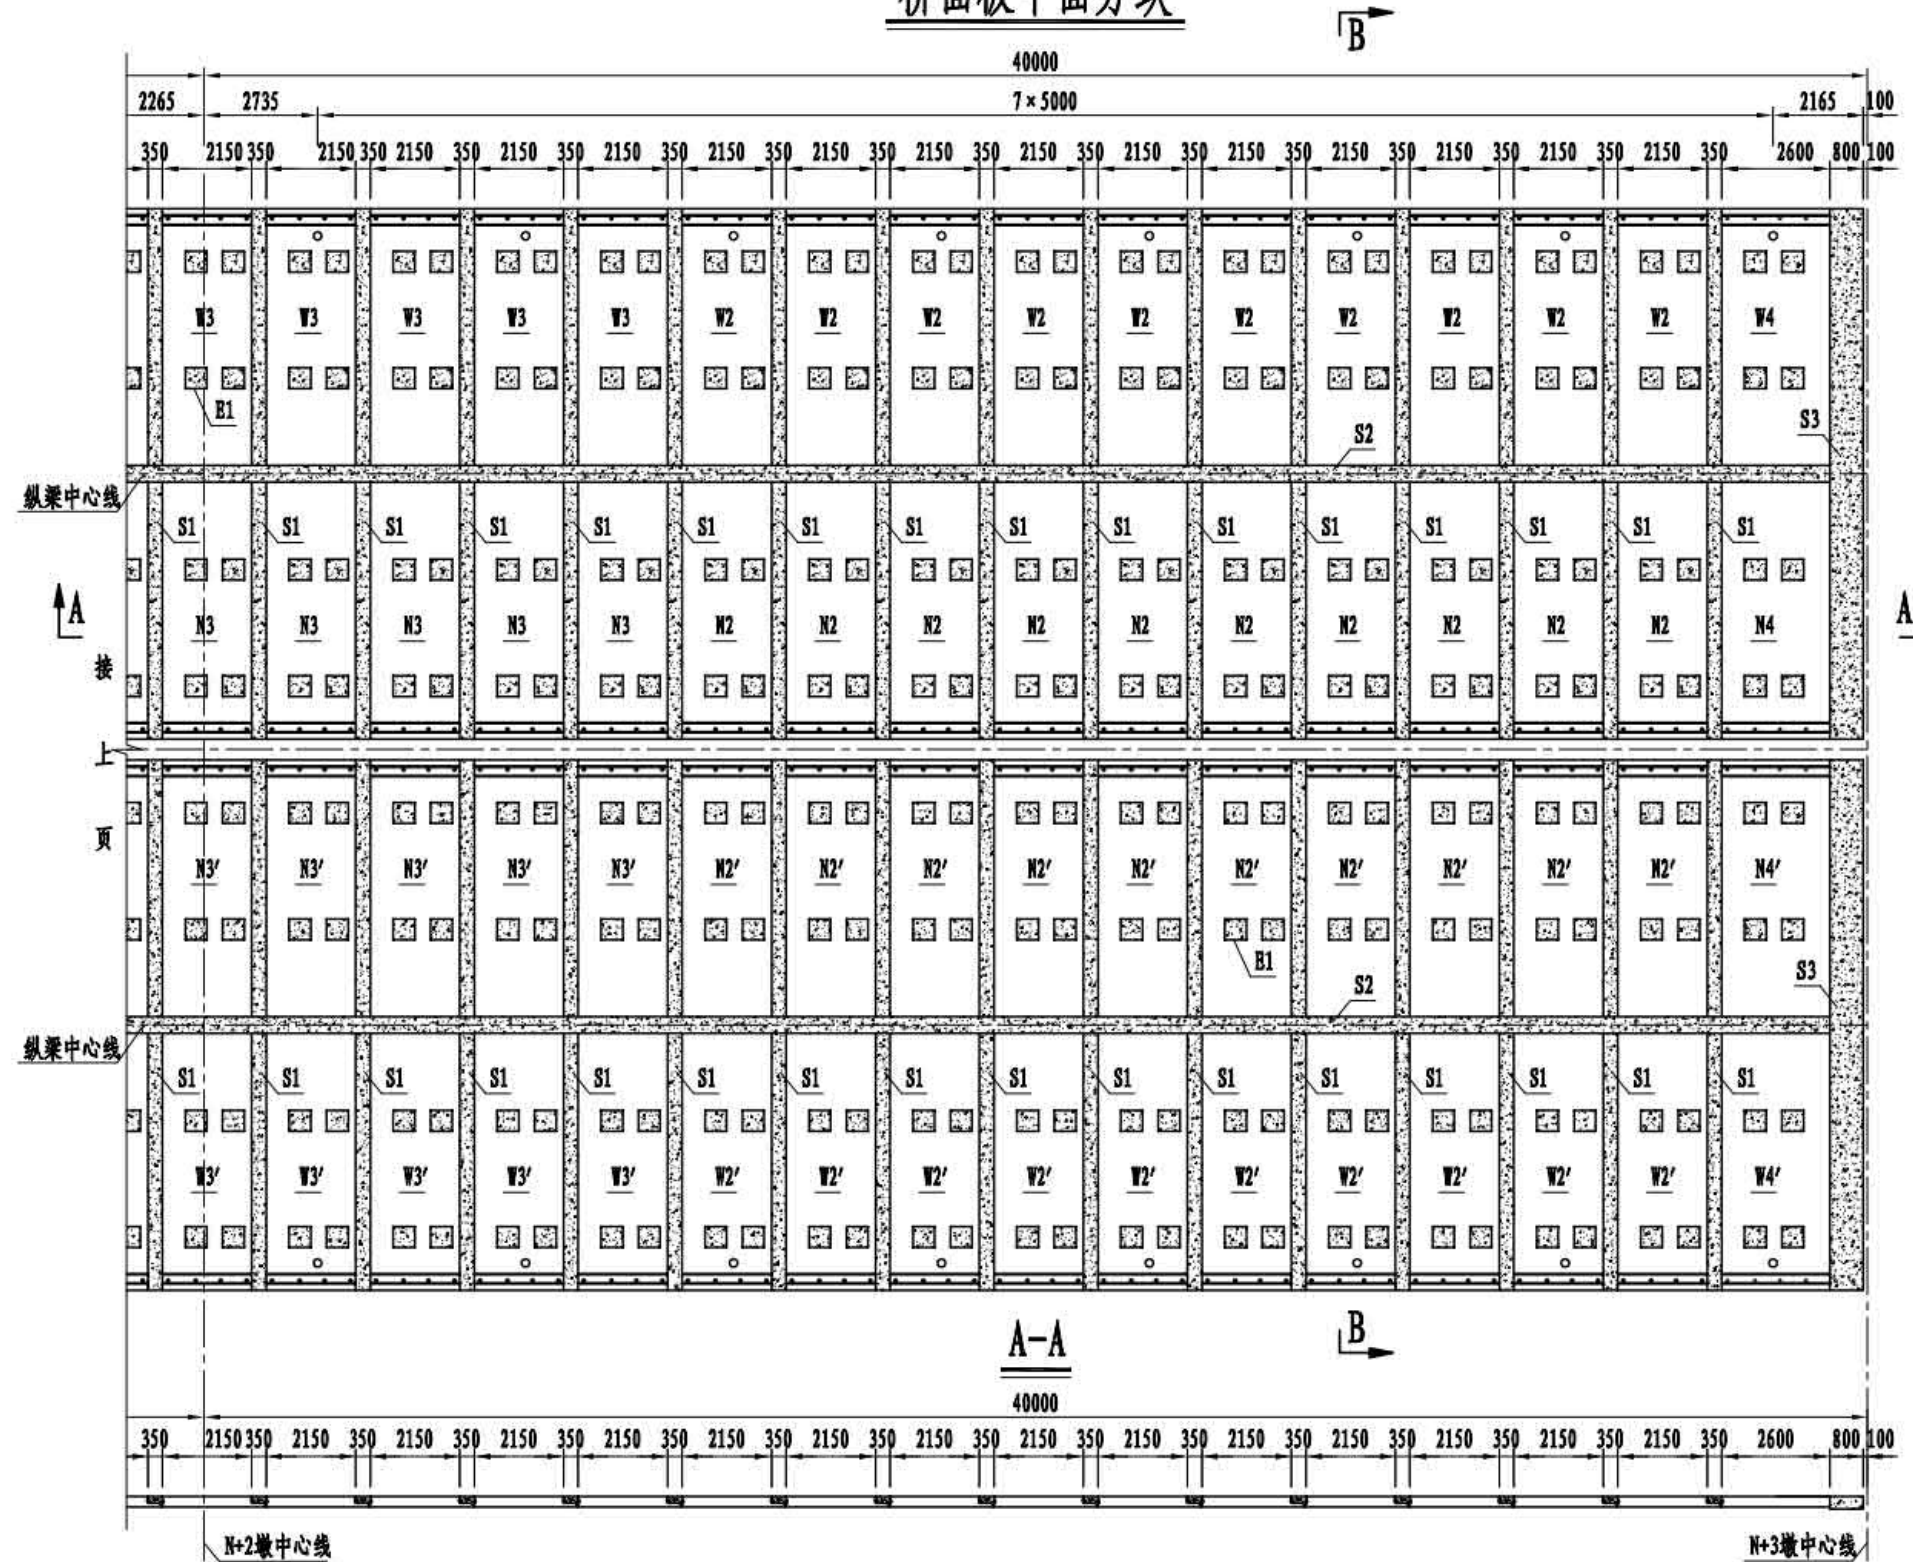 桥面板平面分块
B
40000
2265 2735 7×5000 2165 100
350 2150 350 2150 350 2150 350 2150 350 2150 350 2150 350 2150 350 2150 350 2150 350 2150 350 2150 350 2150 350 2150 350 2150 350 2150 350 2600 800 100
W3 W3 W3 W3 W3 W2 W2 W2 W2 W2 W2 W2 W2 W2 W2 W4
B1
S2 S3
纵梁中心线
S1 S1 S1 S1 S1 S1 S1 S1 S1 S1 S1 S1 S1 S1 S1 S1
A A
N3 N3 N3 N3 N3 N2 N2 N2 N2 N2 N2 N2 N2 N2 N2 N4
接
上
页
N3′ N3′ N3′ N3′ N3′ N2′ N2′ N2′ N2′ N2′ N2′ N2′ N2′ N2′ N2′ N4′
B1
S2 S3
纵梁中心线
S1 S1 S1 S1 S1 S1 S1 S1 S1 S1 S1 S1 S1 S1 S1 S1
W3′ W3′ W3′ W3′ W3′ W2′ W2′ W2′ W2′ W2′ W2′ W2′ W2′ W2′ W2′ W4′
A-A
B
40000
350 2150 350 2150 350 2150 350 2150 350 2150 350 2150 350 2150 350 2150 350 2150 350 2150 350 2150 350 2150 350 2150 350 2150 350 2150 350 2600 800 100
N+2墩中心线 N+3墩中心线